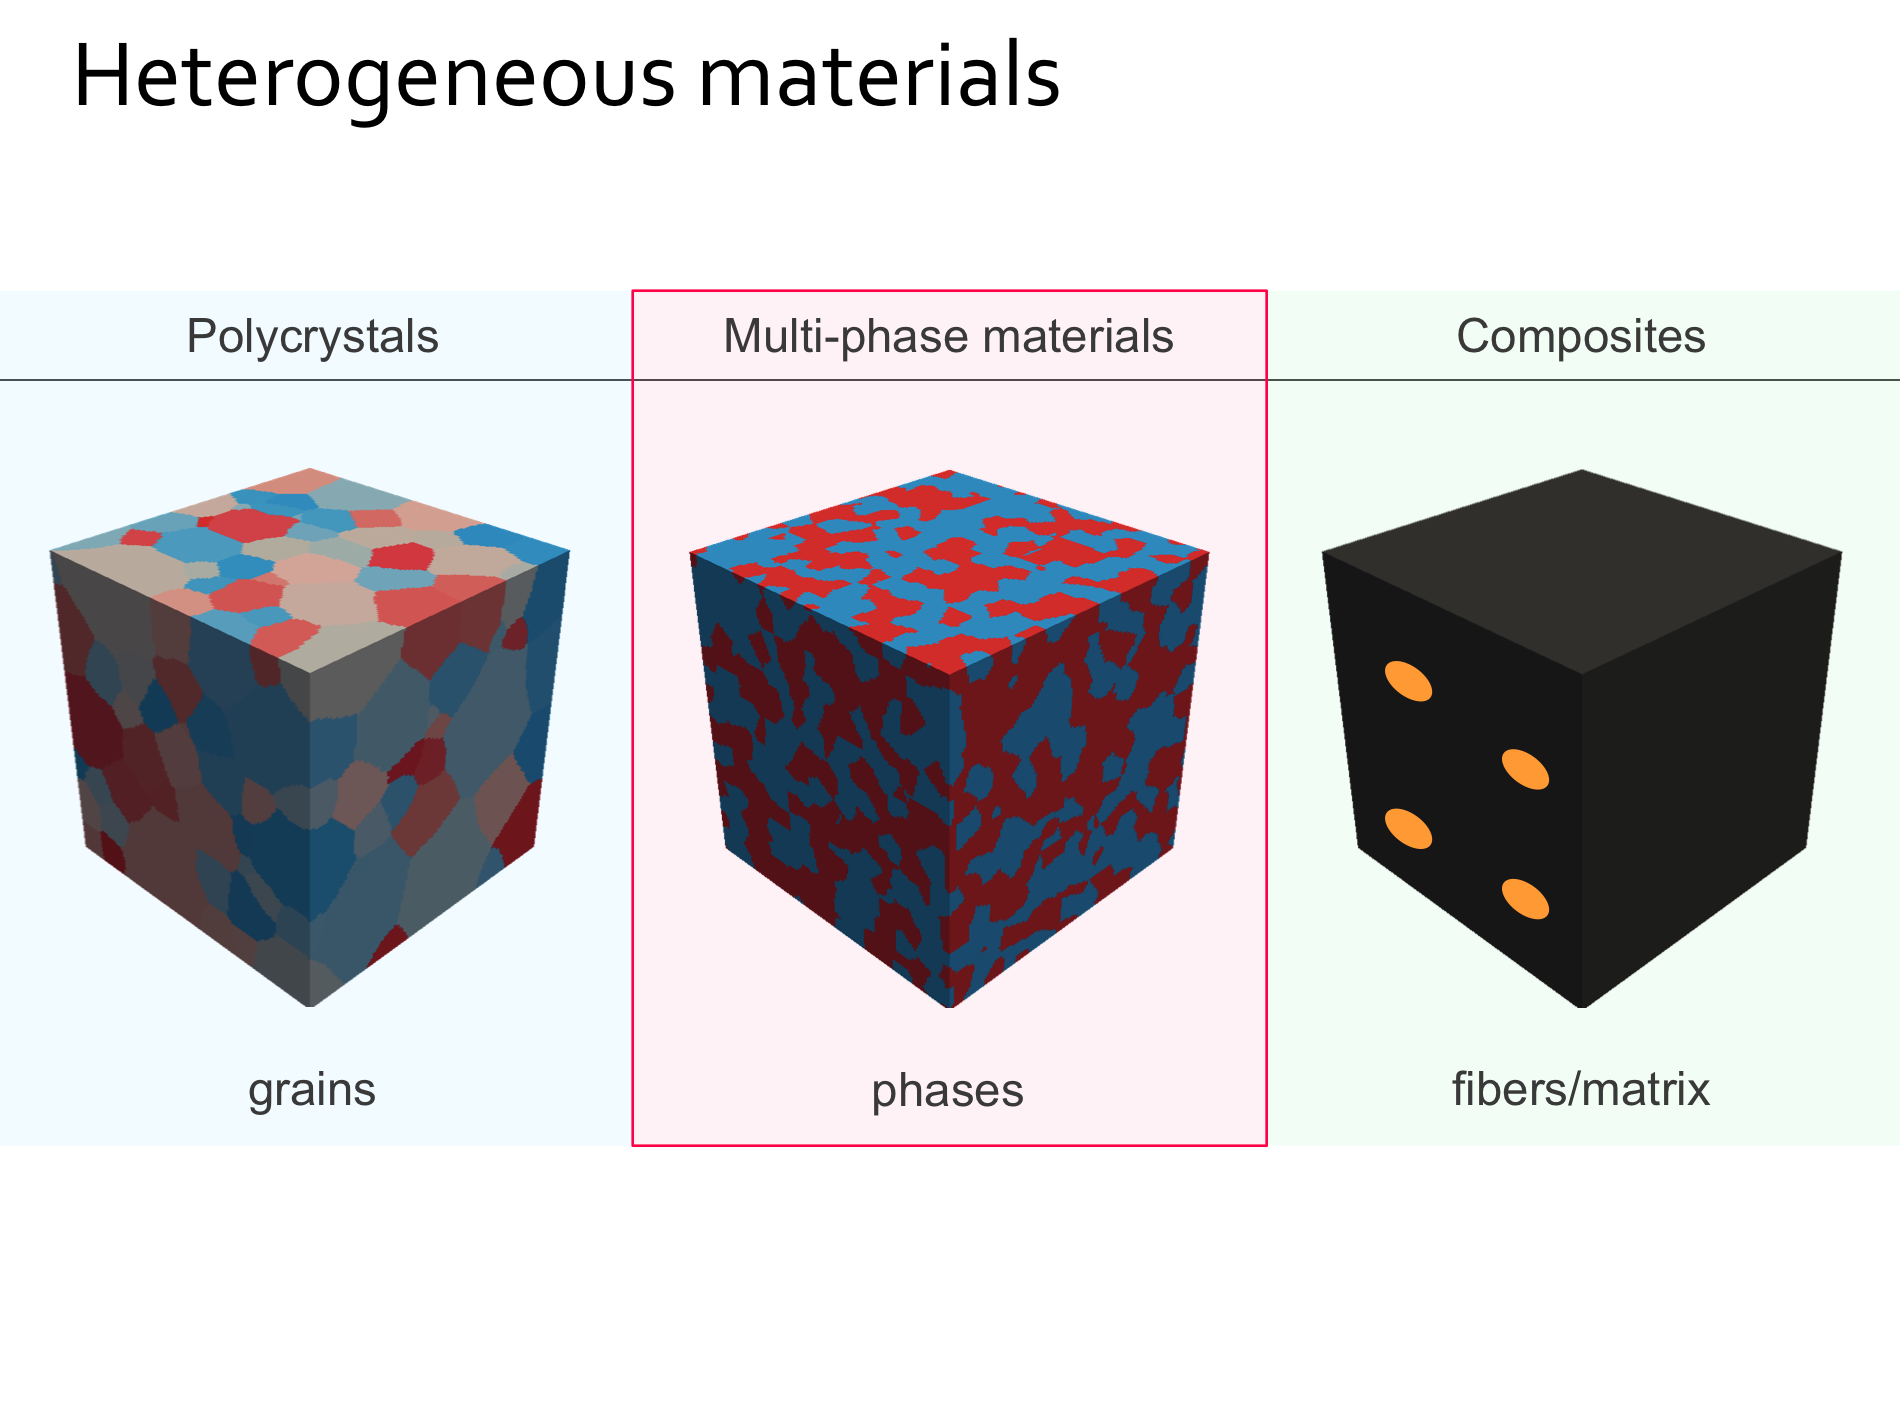 Heterogeneous materials
Polycrystals
Multi-phase materials
Composites
grains
phases
fibers/matrix